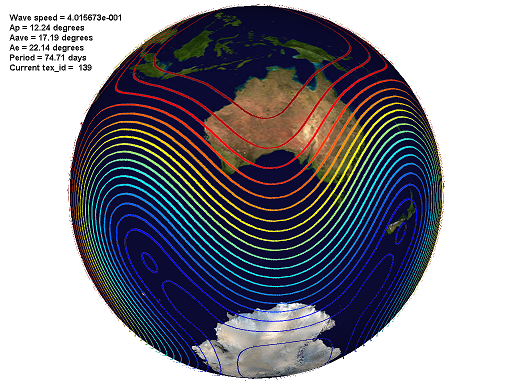 Wave speed = 4.015673e-001
Ap = 12.24 degrees
Aave = 17.19 degrees
Ae = 22.14 degrees
Period = 74.71 days
Current tex_id = 139